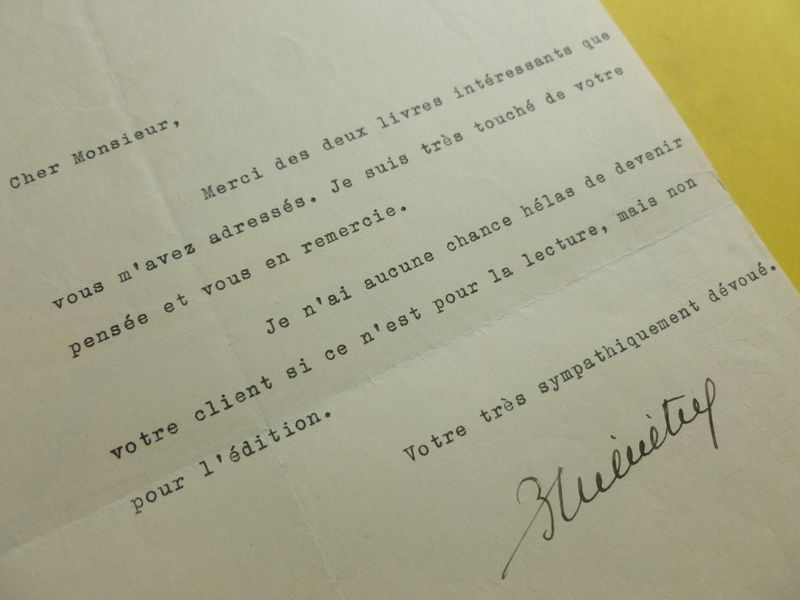 Cher Monsieur,
Merci des deux livres intéressants que
vous m'avez adressés. Je suis très touché de votre
pensée et vous en remercie.
Je n'ai aucune chance hélas de devenir
votre client si ce n'est pour la lecture, mais non
pour l'édition.
Votre très sympathiquement dévoué.